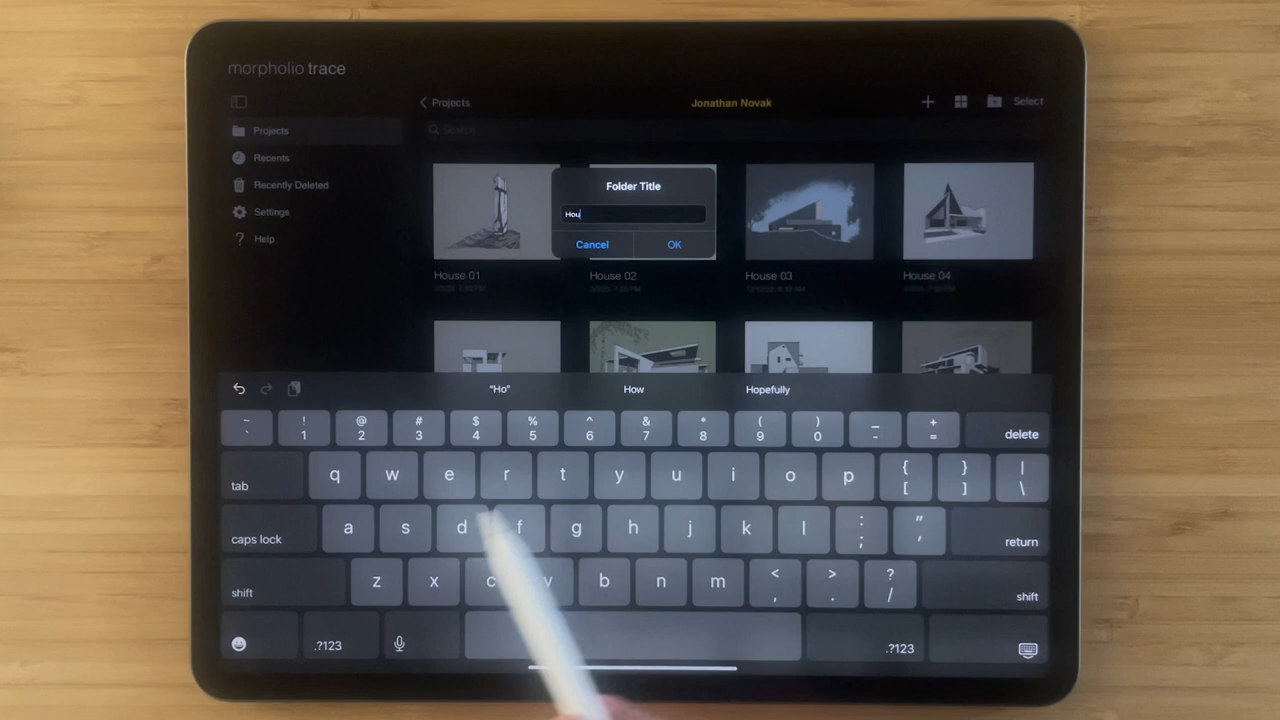 morpholio trace
Projects
Jonathan Novak
Select
Projects
Search
Recents
Recently Deleted
Settings
? Help
Folder Title
Hou
Cancel OK
House 01
House 02
House 03
House 04
"Ho" How Hopefully
~ ! @ # $ % ^ & * ( ) _ +
` 1 2 3 4 5 6 7 8 9 0 - = delete
tab q w e r t y u i o p { [ } ] | \
caps lock a s d f g h j k l : ; " ' return
shift z x c v b n m < , > . ? / shift
.?123 .?123